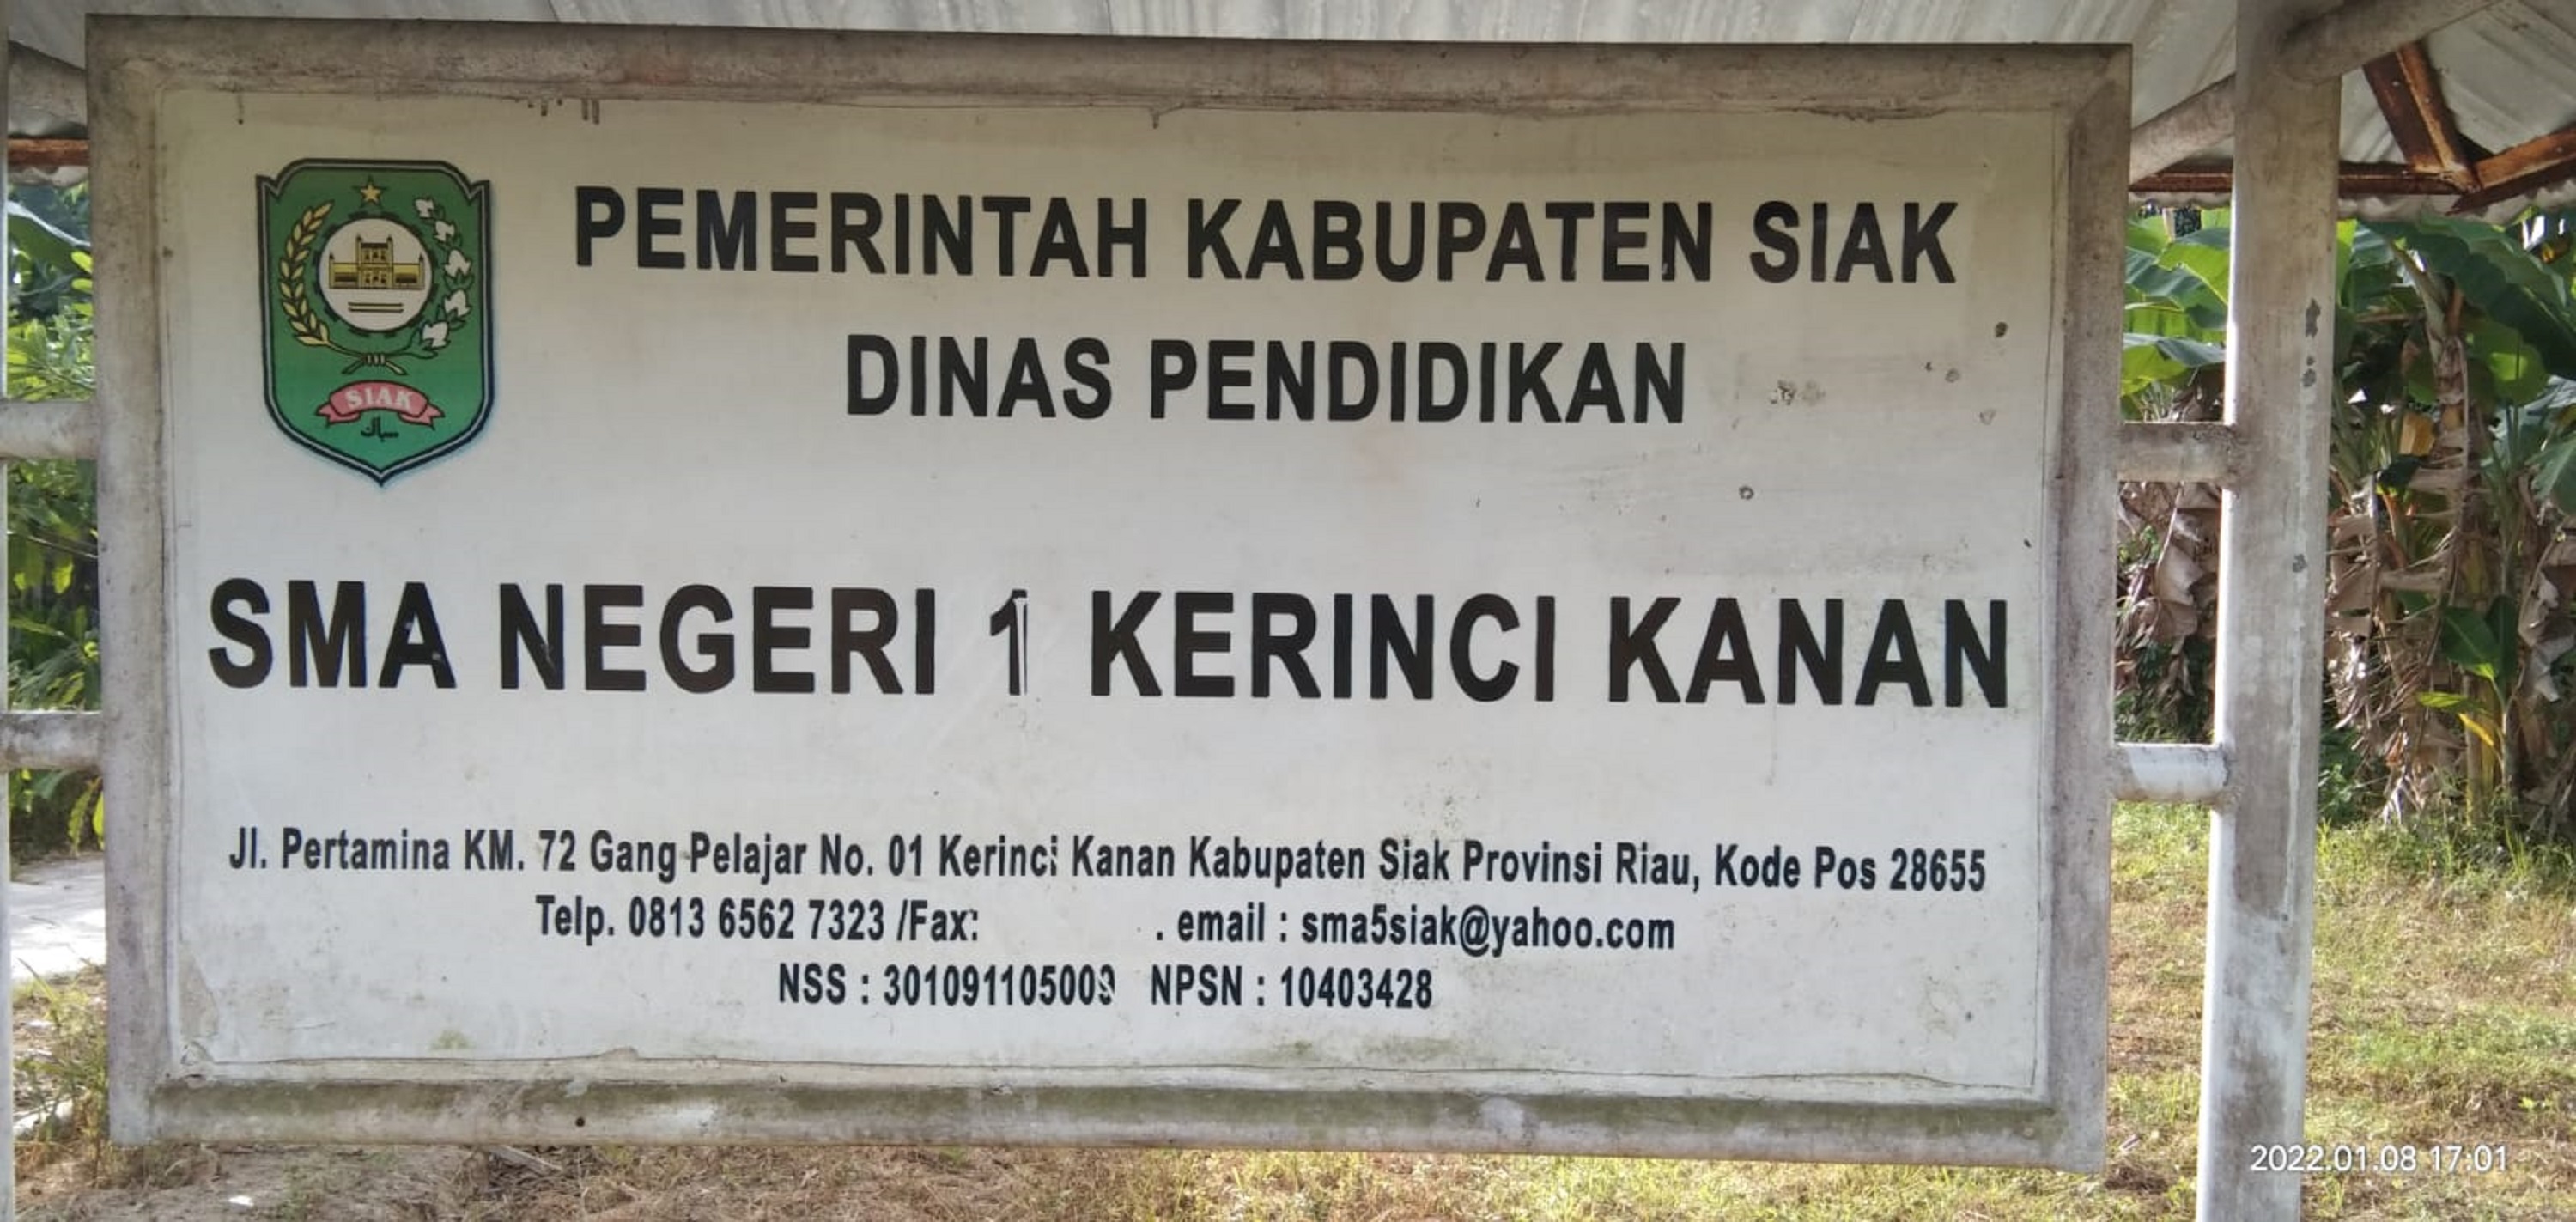 PEMERINTAH KABUPATEN SIAK
DINAS PENDIDIKAN
SIAK
سياك
SMA NEGERI 1 KERINCI KANAN
Jl. Pertamina KM. 72 Gang Pelajar No. 01 Kerinci Kanan Kabupaten Siak Provinsi Riau, Kode Pos 28655
Telp. 0813 6562 7323 /Fax: . email : sma5siak@yahoo.com
NSS : NPSN : 10403428
2022.01.08 17:01